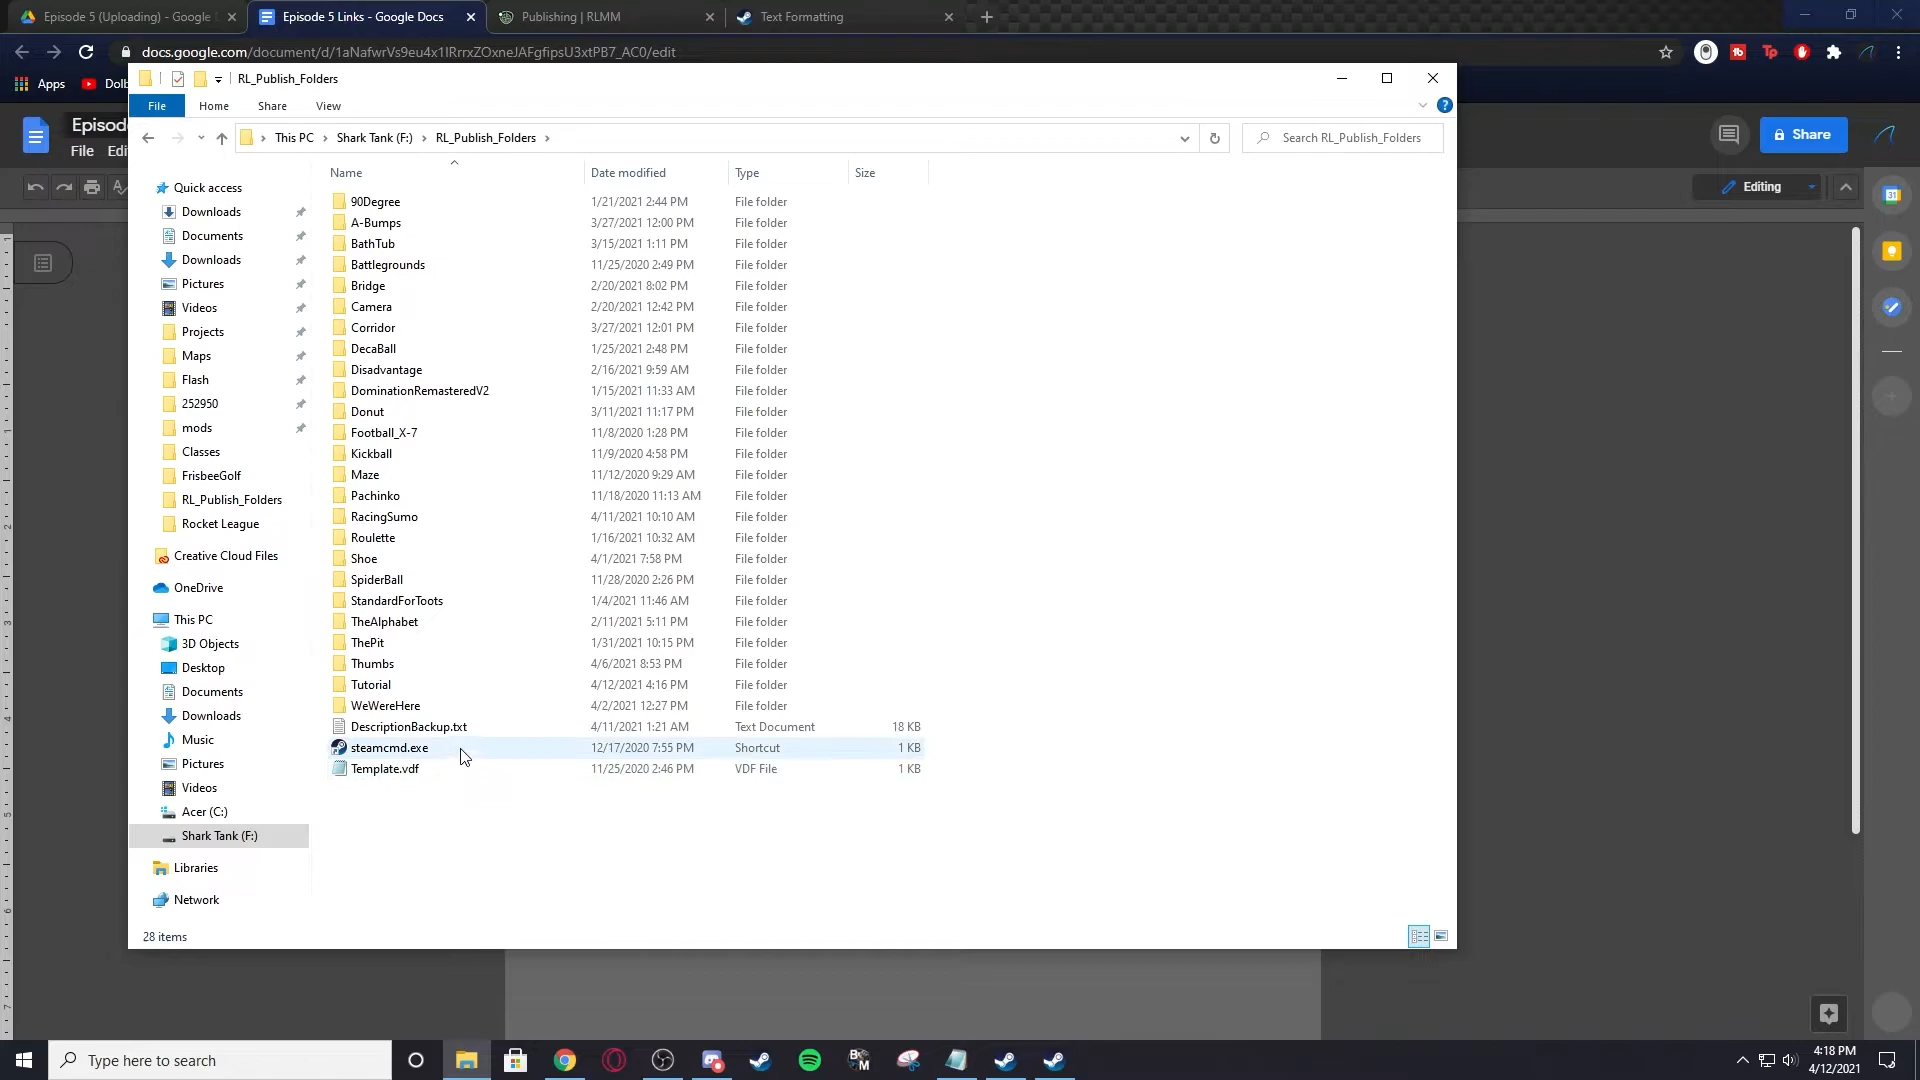 Episode 5 (Uploading) - Google
Episode 5 Links - Google Docs
Publishing | RLMM
Text Formatting
docs.google.com/document/d/1aNafwrVs9eu4x1IRrrxZOxneJAFgfipsU3xtPB7_AC0/edit
Apps
RL_Publish_Folders
File
Home
Share
View
Share
This PC
Shark Tank (F:)
RL_Publish_Folders
Search RL_Publish_Folders
File
Name
Date modified
Type
Size
Editing
Quick access
Downloads
Documents
Downloads
Pictures
Videos
Projects
Maps
Flash
252950
mods
Classes
FrisbeeGolf
RL_Publish_Folders
Rocket League
Creative Cloud Files
OneDrive
This PC
3D Objects
Desktop
Documents
Downloads
Music
Pictures
Videos
Acer (C:)
Shark Tank (F:)
Libraries
Network
90Degree 1/21/2021 2:44 PM File folder
A-Bumps 3/27/2021 12:00 PM File folder
BathTub 3/15/2021 1:11 PM File folder
Battlegrounds 11/25/2020 2:49 PM File folder
Bridge 2/20/2021 8:02 PM File folder
Camera 2/20/2021 12:42 PM File folder
Corridor 3/27/2021 12:01 PM File folder
DecaBall 1/25/2021 2:48 PM File folder
Disadvantage 2/16/2021 9:59 AM File folder
DominationRemasteredV2 1/15/2021 11:33 AM File folder
Donut 3/11/2021 11:17 PM File folder
Football_X-7 11/8/2020 1:28 PM File folder
Kickball 11/9/2020 4:58 PM File folder
Maze 11/12/2020 9:29 AM File folder
Pachinko 11/18/2020 11:13 AM File folder
RacingSumo 4/11/2021 10:10 AM File folder
Roulette 1/16/2021 10:32 AM File folder
Shoe 4/1/2021 7:58 PM File folder
SpiderBall 11/28/2020 2:26 PM File folder
StandardForToots 1/4/2021 11:46 AM File folder
TheAlphabet 2/11/2021 5:11 PM File folder
ThePit 1/31/2021 10:15 PM File folder
Thumbs 4/6/2021 8:53 PM File folder
Tutorial 4/12/2021 4:16 PM File folder
WeWereHere 4/2/2021 12:27 PM File folder
DescriptionBackup.txt 4/11/2021 1:21 AM Text Document 18 KB
steamcmd.exe 12/17/2020 7:55 PM Shortcut 1 KB
Template.vdf 11/25/2020 2:46 PM VDF File 1 KB
28 items
Type here to search
4:18 PM
4/12/2021